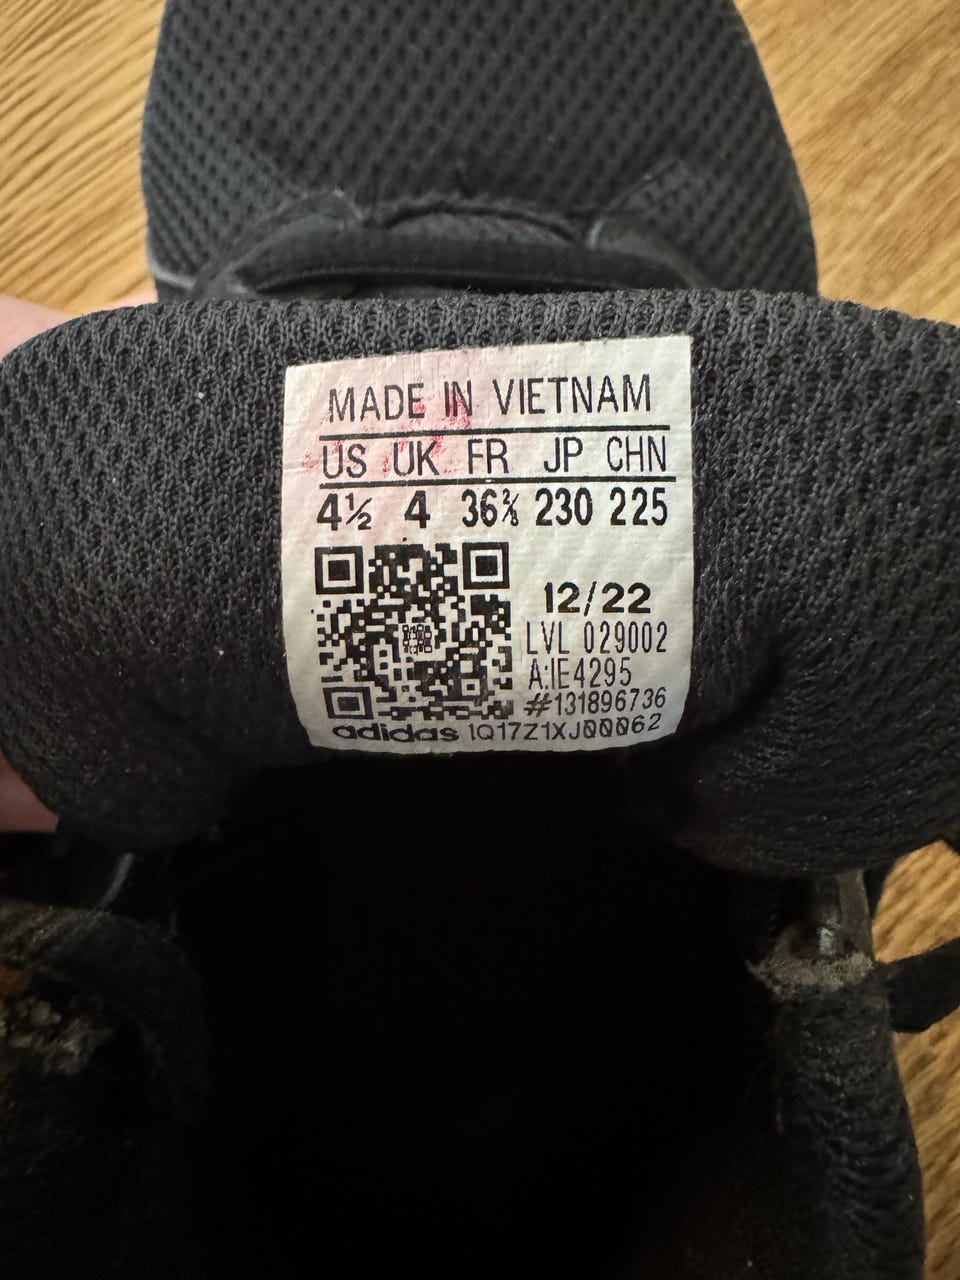 MADE IN VIETNAM
US UK FR JP CHN
4½ 4 36⅔ 230 225
12/22
LVL 029002
A:IE4295
#131896736
adidas 1Q17Z1XJ00062